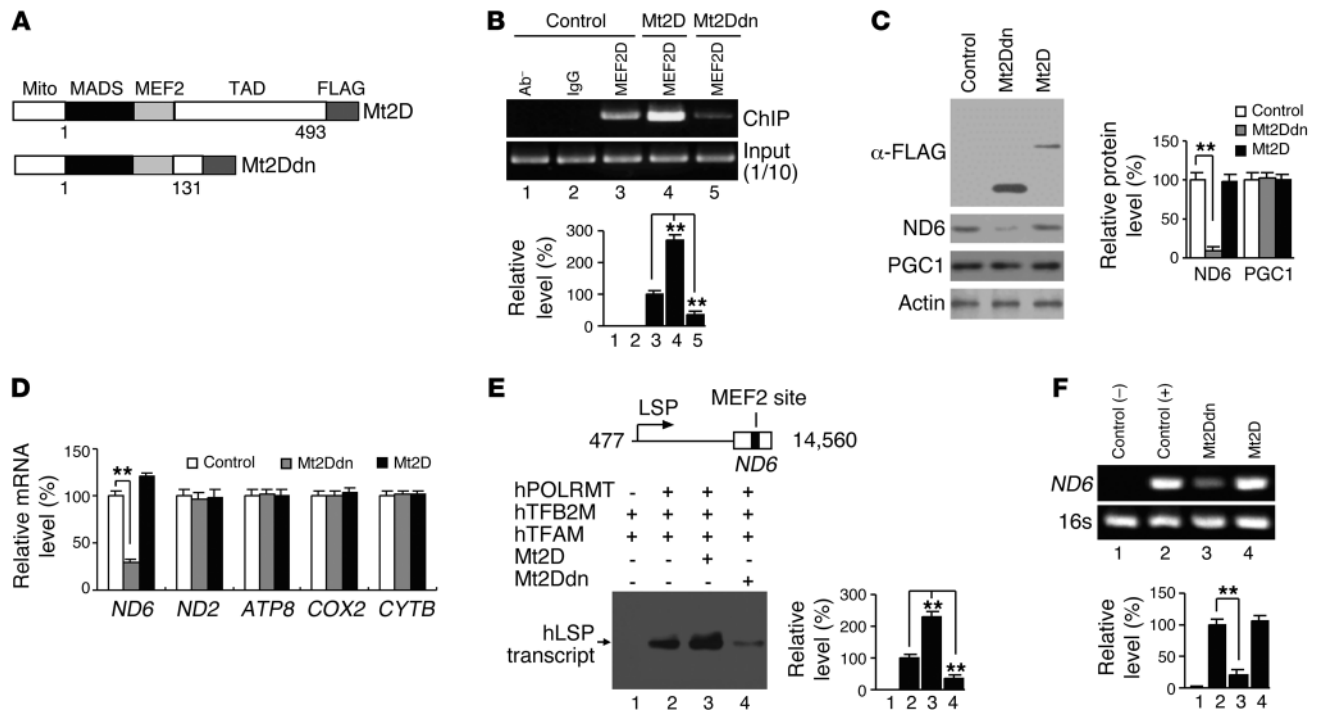 A
Mito MADS MEF2 TAD FLAG
Mt2D
1 493
Mt2Ddn
1 131
B
Control Mt2D Mt2Ddn
Ab⁻ IgG MEF2D MEF2D MEF2D
ChIP
Input
(1/10)
1 2 3 4 5
Relative
level (%)
300
200
100
0
**
**
1 2 3 4 5
C
Control Mt2Ddn Mt2D
α-FLAG
ND6
PGC1
Actin
Control
Mt2Ddn
Mt2D
Relative protein
level (%)
150
100
50
0
**
ND6 PGC1
D
Relative mRNA
level (%)
150
100
50
0
**
Control Mt2Ddn Mt2D
ND6 ND2 ATP8 COX2 CYTB
E
MEF2 site
LSP
477 14,560
ND6
hPOLRMT - + + +
hTFB2M + + + +
hTFAM + + + +
Mt2D - - + -
Mt2Ddn - - - +
hLSP
transcript
1 2 3 4
Relative
level (%)
300
200
100
0
**
**
1 2 3 4
F
Control (–) Control (+) Mt2Ddn Mt2D
ND6
16s
1 2 3 4
Relative
level (%)
150
100
50
0
**
1 2 3 4